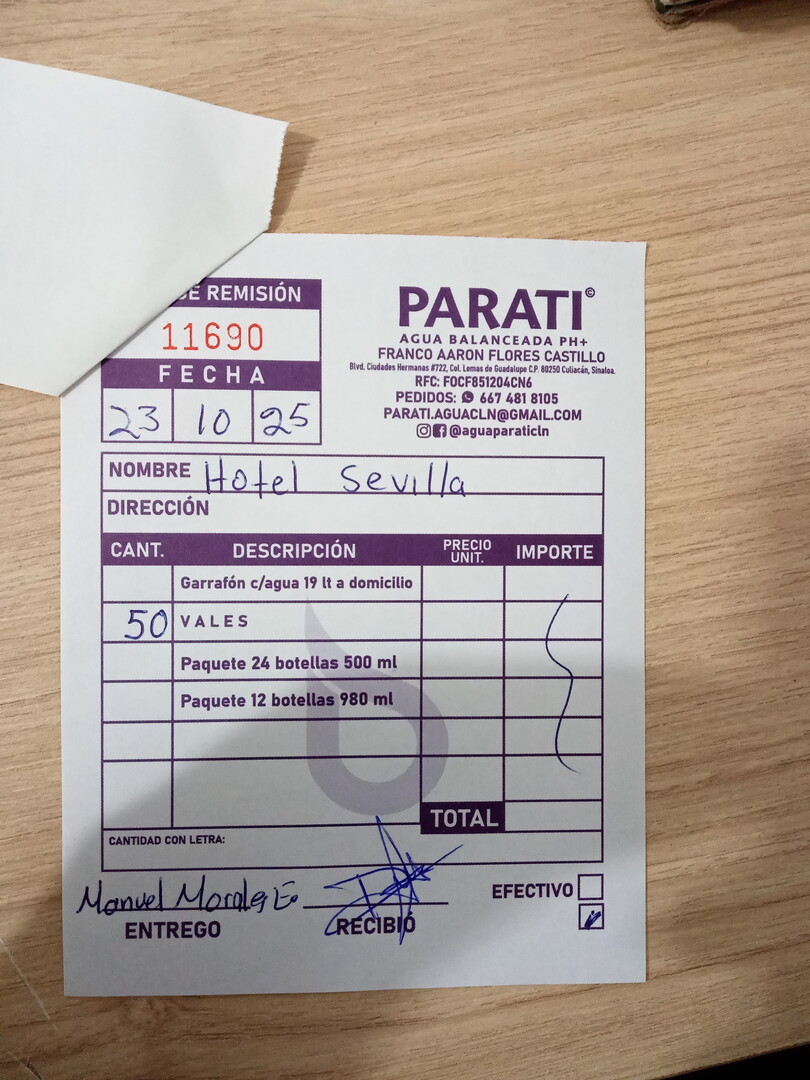 DE REMISIÓN
11690
FECHA
23 10 25
PARATI©
AGUA BALANCEADA PH+
FRANCO AARON FLORES CASTILLO
Blvd. Ciudades Hermanas #722, Col. Lomas de Guadalupe C.P. 80250 Culiacán, Sinaloa.
RFC: FOCF851204CN6
PEDIDOS: 667 481 8105
PARATI.AGUACLN@GMAIL.COM
@aguaparaticln
NOMBRE Hotel Sevilla
DIRECCIÓN
CANT. DESCRIPCIÓN PRECIO UNIT. IMPORTE
Garrafón c/agua 19 lt a domicilio
50 VALES
Paquete 24 botellas 500 ml
Paquete 12 botellas 980 ml
TOTAL
CANTIDAD CON LETRA:
Manuel Morales E.
ENTREGO
RECIBIÓ
EFECTIVO